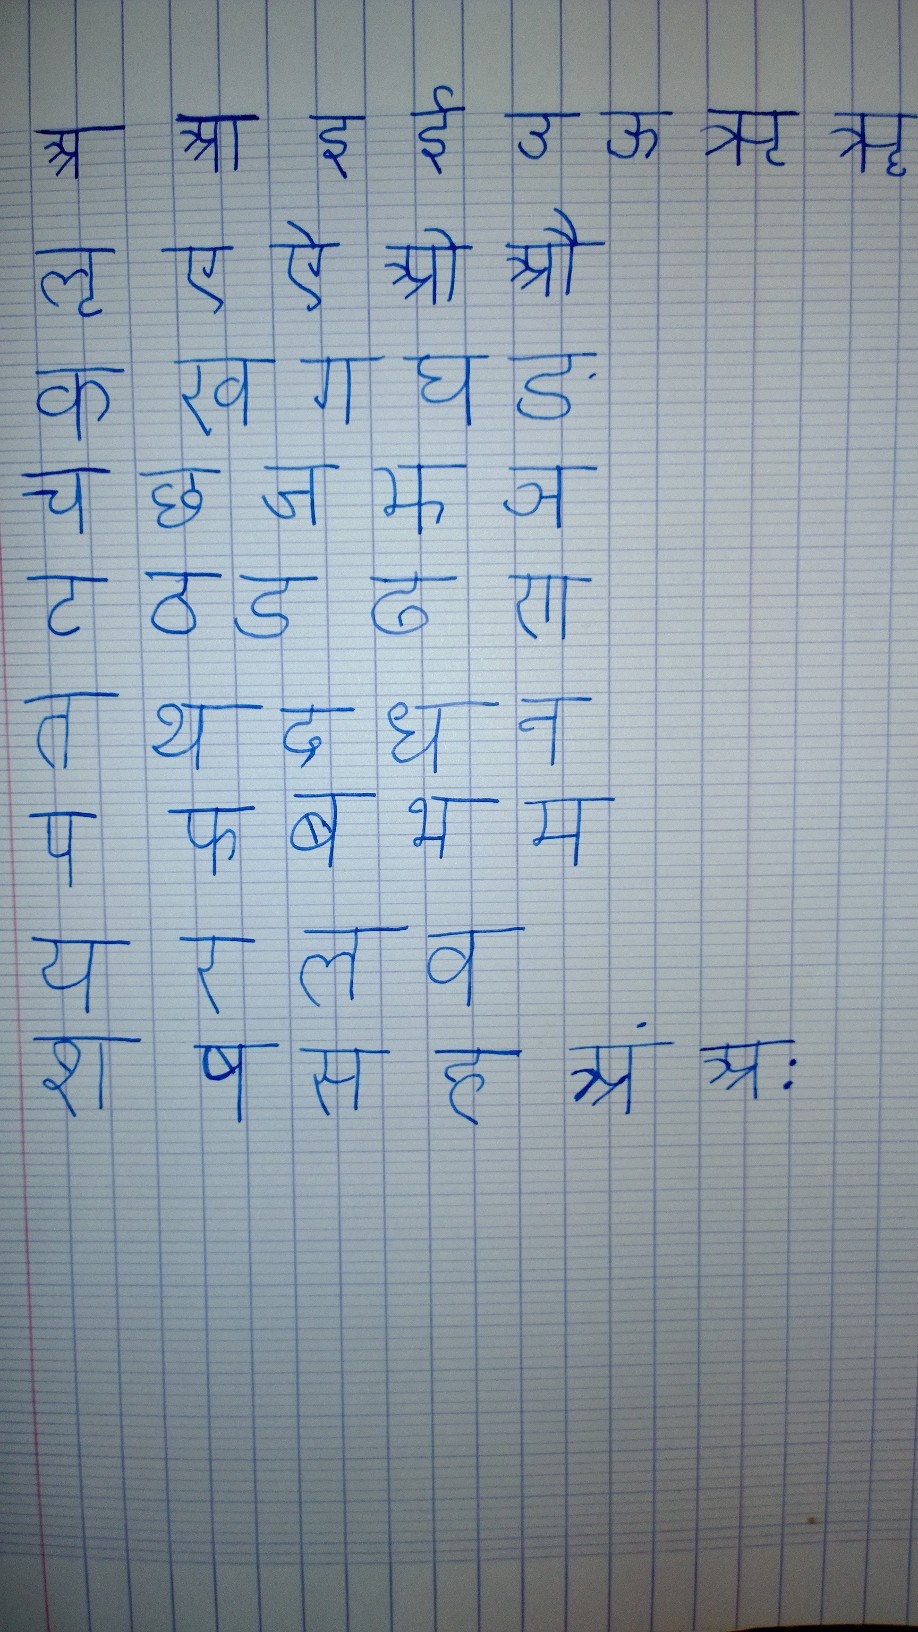 अ आ इ ई उ ऊ ऋ ॠ
ऌ ए ऐ ओ औ
क ख ग घ ङ
च छ ज झ ञ
ट ठ ड ढ ण
त थ द ध न
प फ ब भ म
य र ल व
श ष स ह अं अः